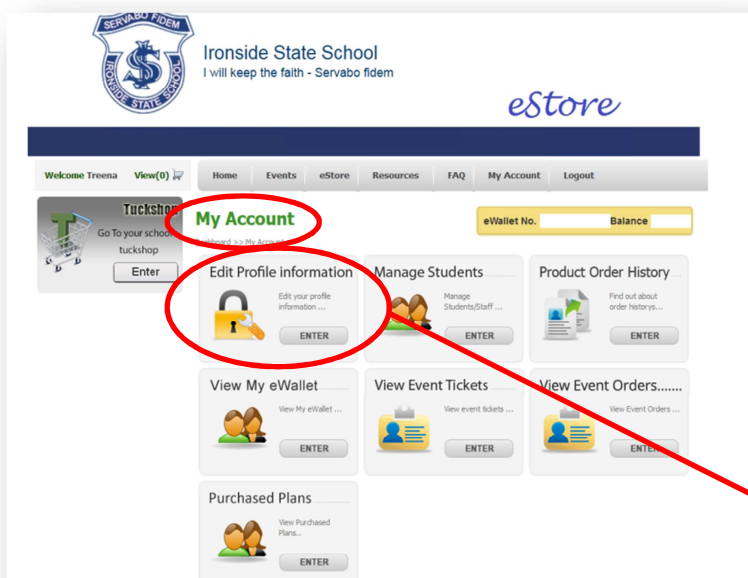 SERVABO FIDEM
IRONSIDE STATE SCHOOL
Ironside State School
I will keep the faith - Servabo fidem
eStore
Welcome Treena View(0)
Home Events eStore Resources FAQ My Account Logout
Tuckshop
Go To your school
tuckshop
Enter
My Account
eWallet No. Balance
Dashboard >> My Account
Edit Profile information
Edit your profile
information ...
ENTER
Manage Students
Manage
Students/Staff ...
ENTER
Product Order History
Find out about
order historys...
ENTER
View My eWallet
View My eWallet ...
ENTER
View Event Tickets
View event tickets ...
ENTER
View Event Orders.......
View Event Orders ...
ENTER
Purchased Plans
View Purchased
Plans..
ENTER